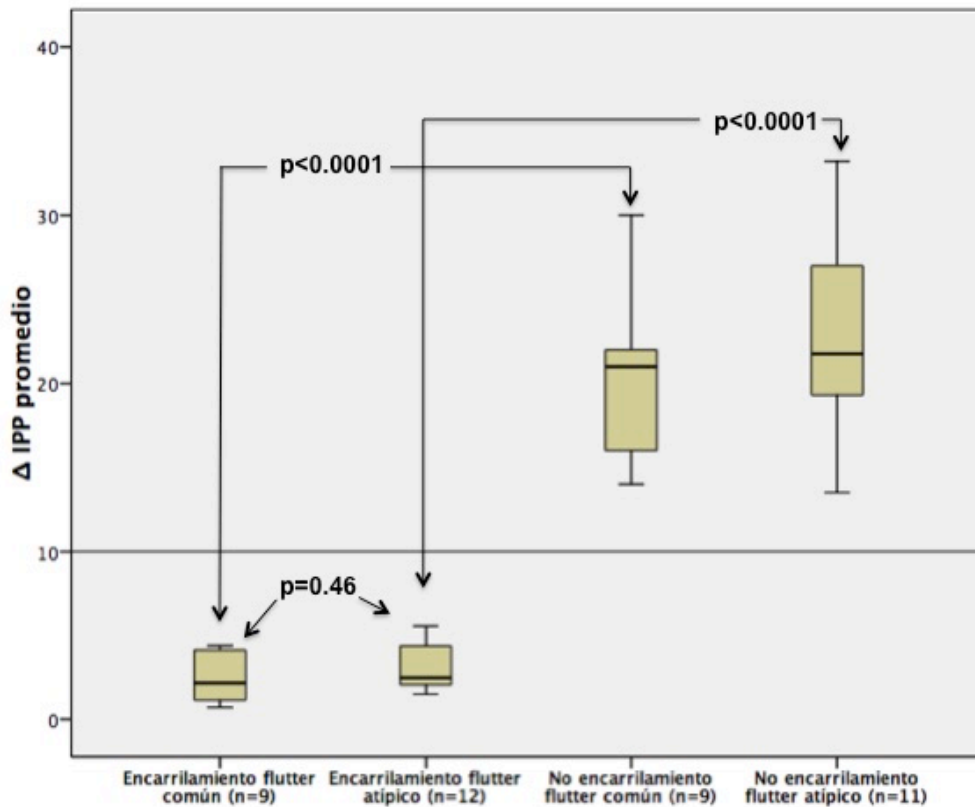 40
p<0.0001
p<0.0001
30
Δ IPP promedio
20
10
p=0.46
0
Encarrilamiento flutter
común (n=9)
Encarrilamiento flutter
atípico (n=12)
No encarrilamiento
flutter común (n=9)
No encarrilamiento
flutter atípico (n=11)